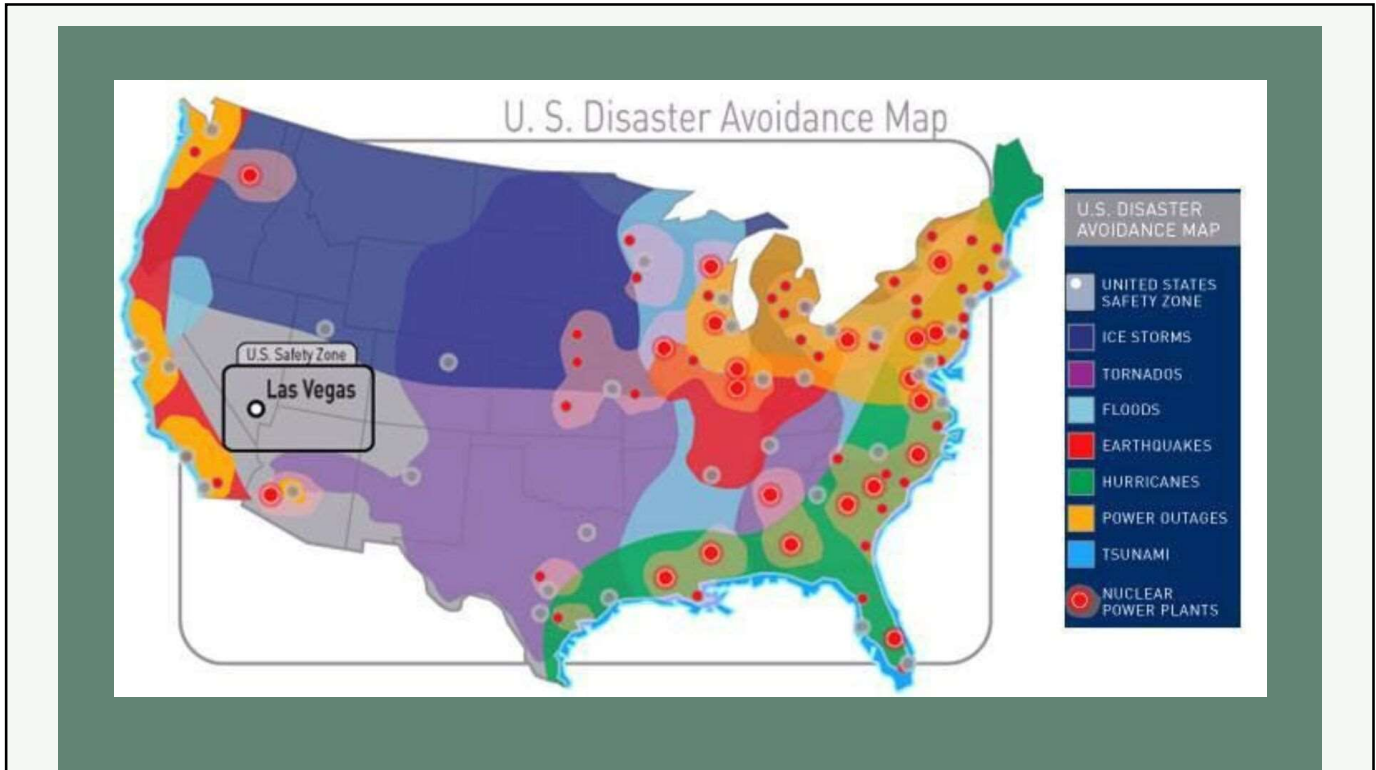 U. S. Disaster Avoidance Map
U.S. Safety Zone
Las Vegas
U.S. DISASTER
AVOIDANCE MAP
UNITED STATES
SAFETY ZONE
ICE STORMS
TORNADOS
FLOODS
EARTHQUAKES
HURRICANES
POWER OUTAGES
TSUNAMI
NUCLEAR
POWER PLANTS